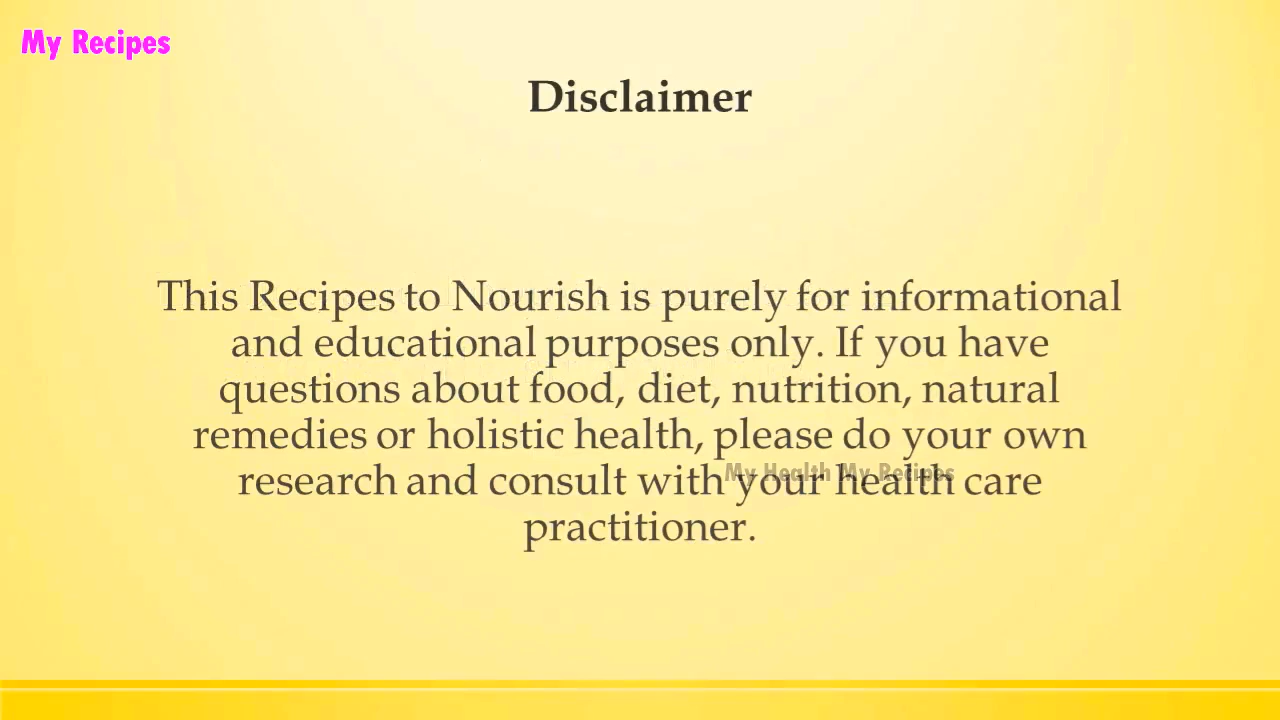 My Recipes
Disclaimer
This Recipes to Nourish is purely for informational
and educational purposes only. If you have
questions about food, diet, nutrition, natural
remedies or holistic health, please do your own
My Health My Recipes
research and consult with your health care
practitioner.